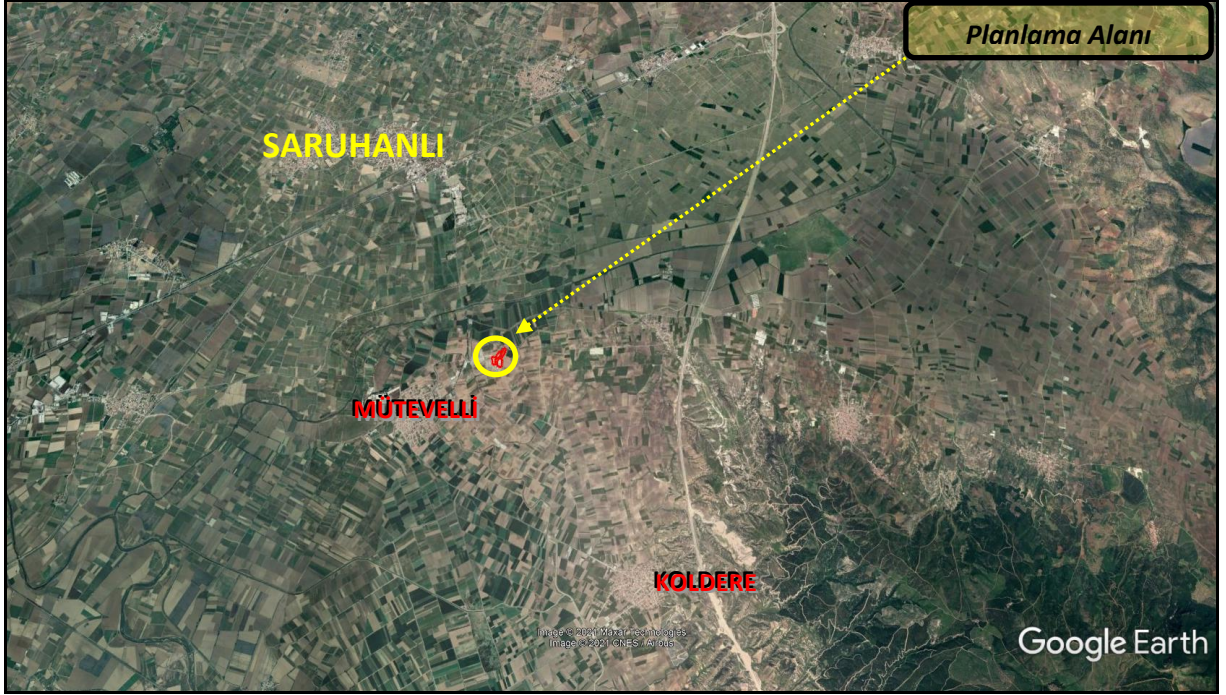 Planlama Alanı
SARUHANLI
MÜTEVELLİ
KOLDERE
Image © 2021 Maxar Technologies
Image © 2021 CNES / Airbus
Google Earth